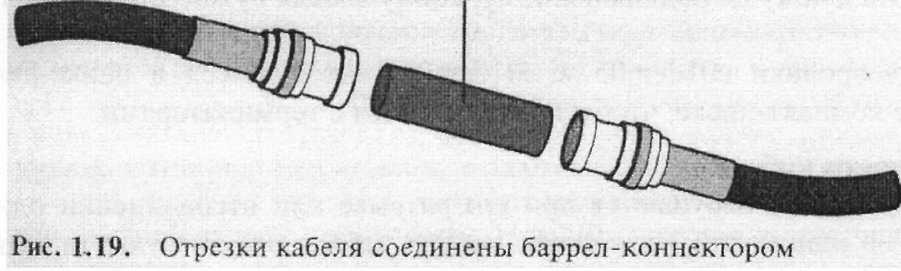 Рис. 1.19. Отрезки кабеля соединены баррел-коннектором